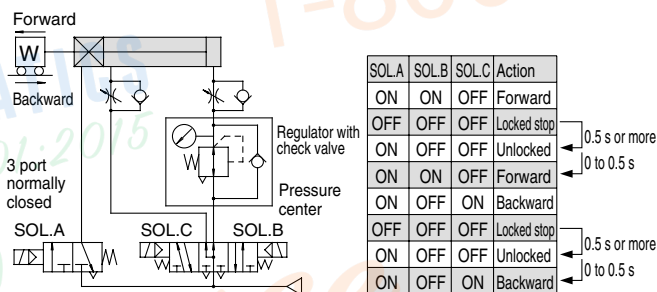 Forward
W
Backward
3 port
normally
closed
SOL.A
SOL.C
SOL.B
Regulator with
check valve
Pressure
center
SOL.A SOL.B SOL.C Action
ON ON OFF Forward
OFF OFF OFF Locked stop
ON OFF OFF Unlocked
ON ON OFF Forward
ON OFF ON Backward
OFF OFF OFF Locked stop
ON OFF OFF Unlocked
ON OFF ON Backward
0.5 s or more
0 to 0.5 s
0.5 s or more
0 to 0.5 s